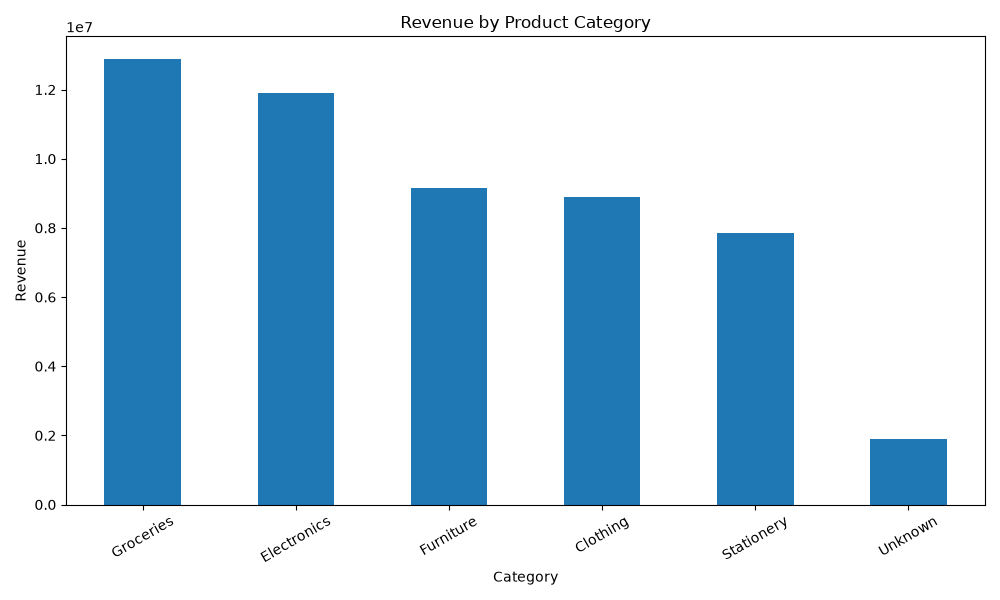 Revenue by Product Category
1e7
1.2
1.0
0.8
0.6
0.4
0.2
0.0
Revenue
Groceries
Electronics
Furniture
Clothing
Stationery
Unknown
Category